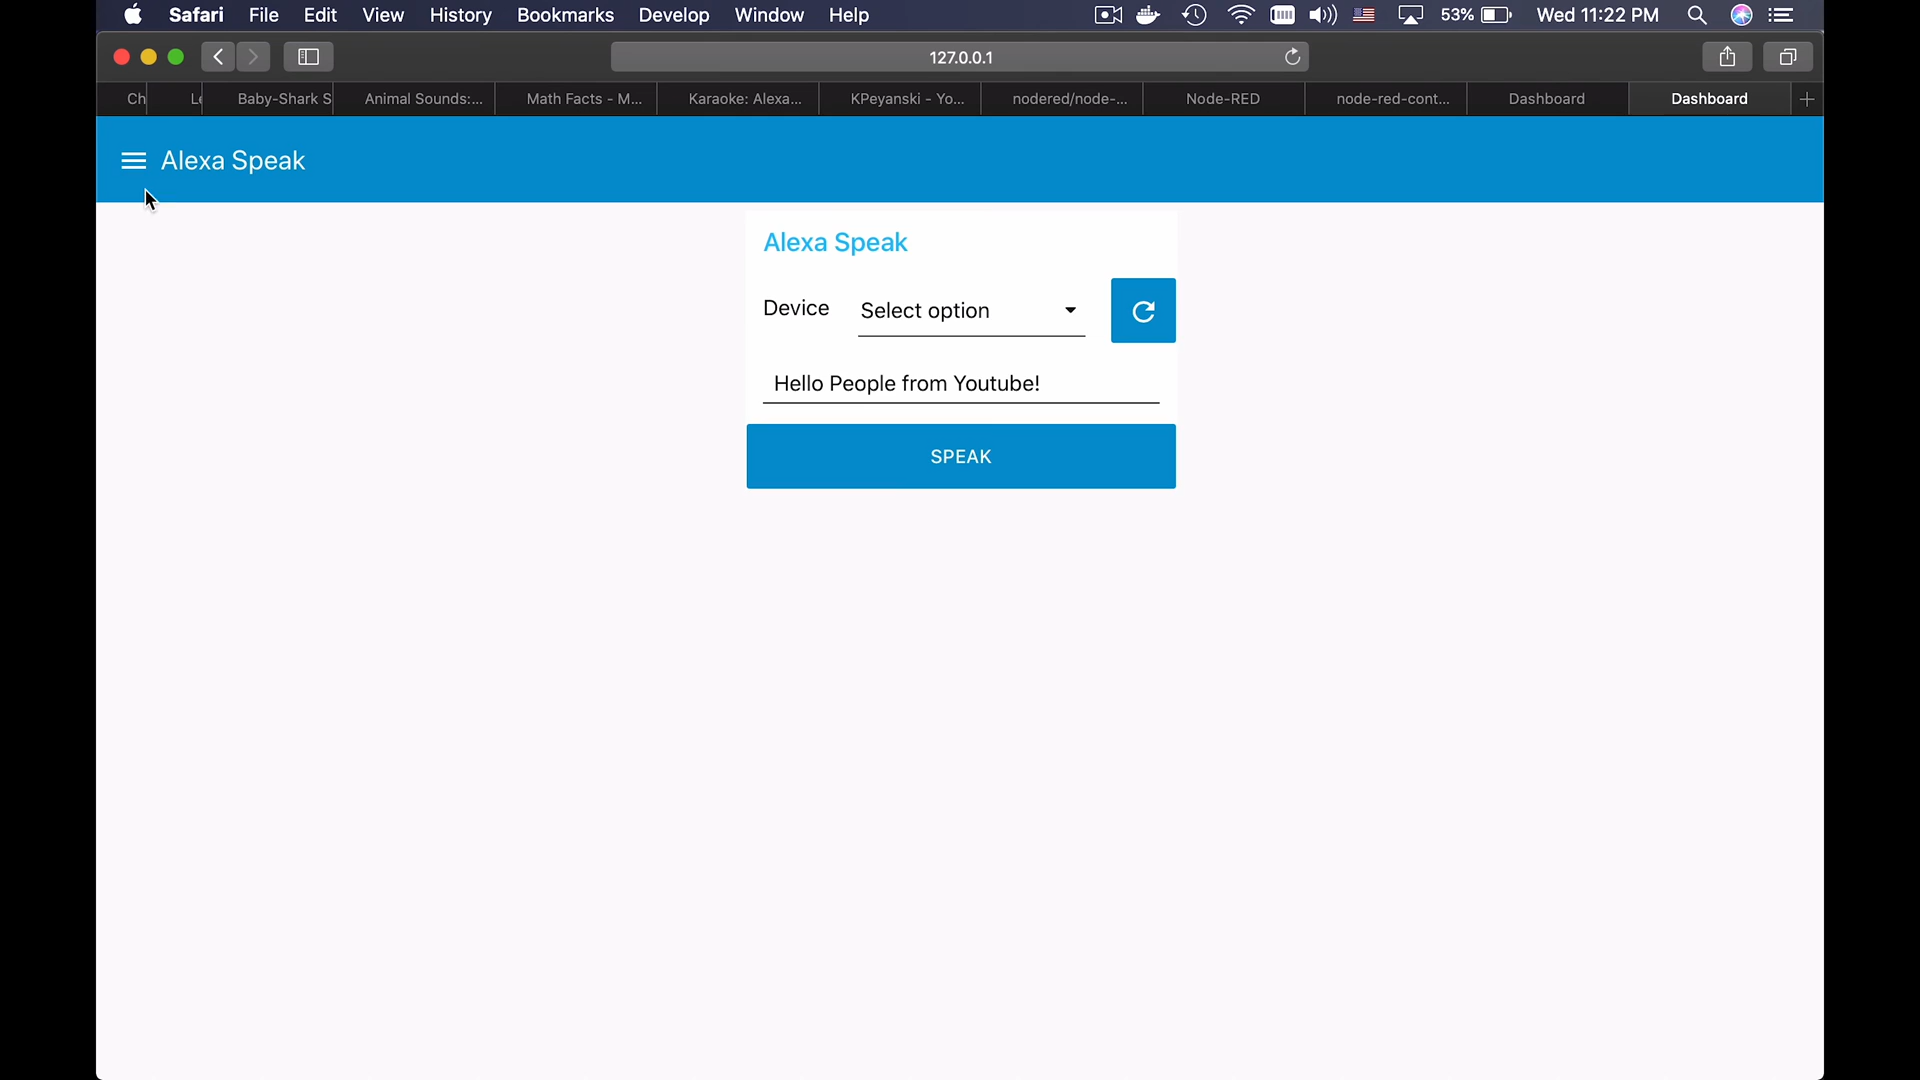 Safari File Edit View History Bookmarks Develop Window Help 53% Wed 11:22 PM
127.0.0.1
Ch Le Baby-Shark S Animal Sounds:... Math Facts - M... Karaoke: Alexa... KPeyanski - Yo... nodered/node-... Node-RED node-red-cont... Dashboard Dashboard
Alexa Speak
Alexa Speak
Device Select option
Hello People from Youtube!
SPEAK